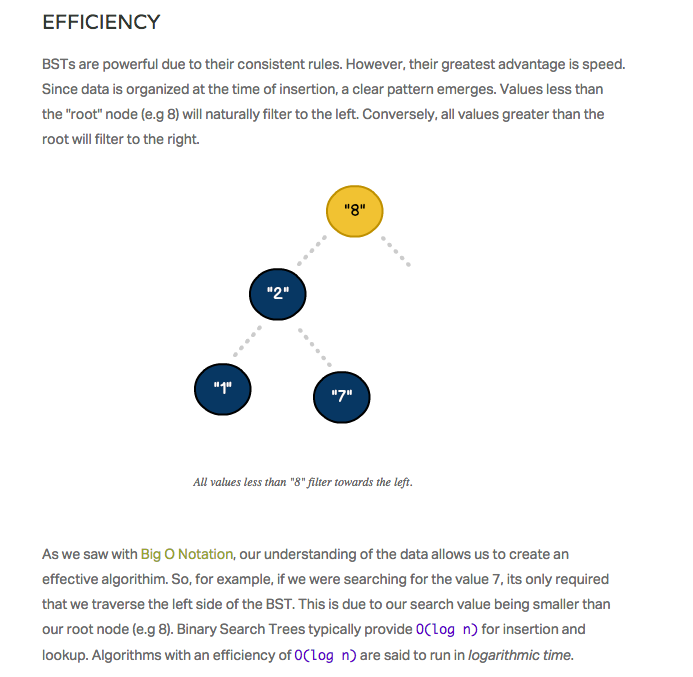 EFFICIENCY
BSTs are powerful due to their consistent rules. However, their greatest advantage is speed.
Since data is organized at the time of insertion, a clear pattern emerges. Values less than
the "root" node (e.g 8) will naturally filter to the left. Conversely, all values greater than the
root will filter to the right.
"8"
"2"
"1"
"7"
All values less than "8" filter towards the left.
As we saw with Big O Notation, our understanding of the data allows us to create an
effective algorithim. So, for example, if we were searching for the value 7, its only required
that we traverse the left side of the BST. This is due to our search value being smaller than
our root node (e.g 8). Binary Search Trees typically provide O(log n) for insertion and
lookup. Algorithms with an efficiency of O(log n) are said to run in logarithmic time.